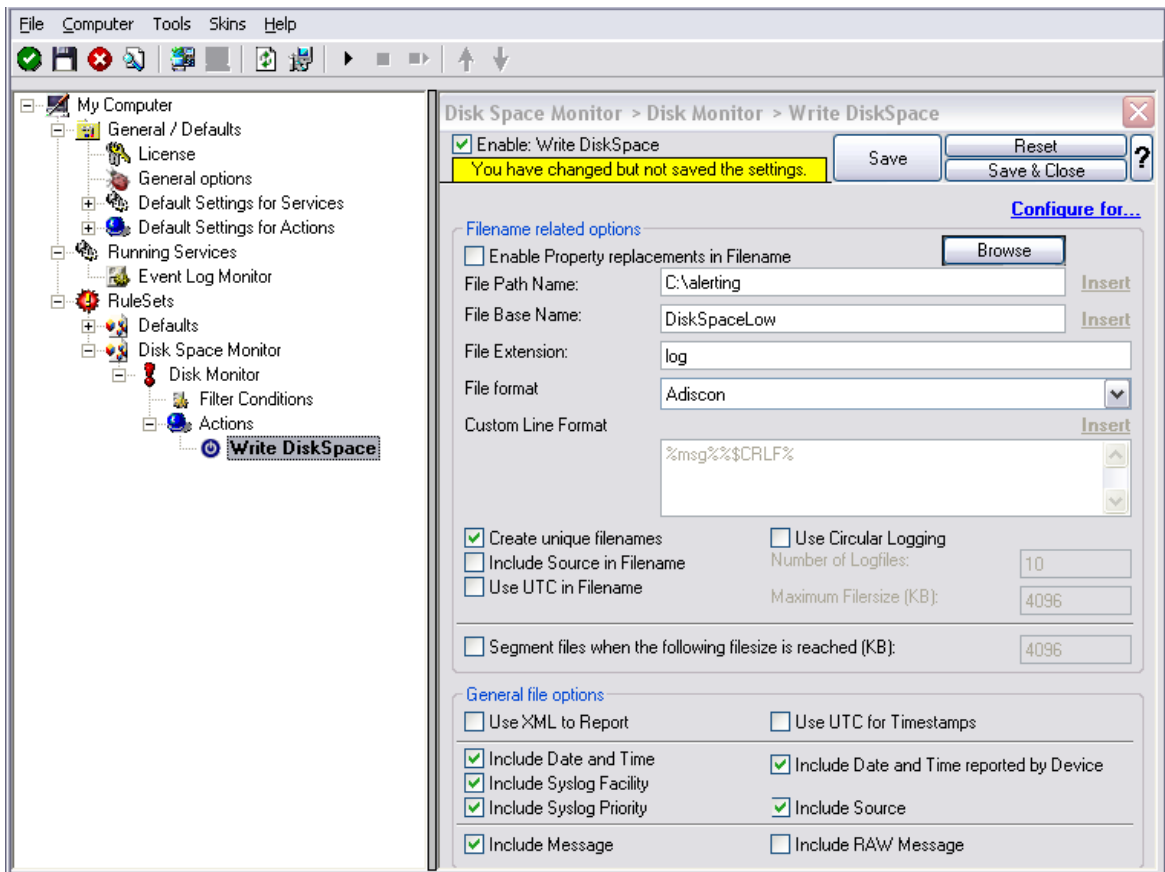 File Computer Tools Skins Help
My Computer
General / Defaults
License
General options
Default Settings for Services
Default Settings for Actions
Running Services
Event Log Monitor
RuleSets
Defaults
Disk Space Monitor
Disk Monitor
Filter Conditions
Actions
Write DiskSpace
Disk Space Monitor > Disk Monitor > Write DiskSpace
Enable: Write DiskSpace
You have changed but not saved the settings.
Save
Reset
Save & Close
?
Configure for...
Filename related options
Enable Property replacements in Filename
Browse
File Path Name: C:\alerting Insert
File Base Name: DiskSpaceLow Insert
File Extension: log
File format Adiscon
Custom Line Format Insert
%msg%%$CRLF%
Create unique filenames Use Circular Logging
Include Source in Filename Number of Logfiles: 10
Use UTC in Filename Maximum Filersize (KB): 4096
Segment files when the following filesize is reached (KB): 4096
General file options
Use XML to Report Use UTC for Timestamps
Include Date and Time Include Date and Time reported by Device
Include Syslog Facility
Include Syslog Priority Include Source
Include Message Include RAW Message